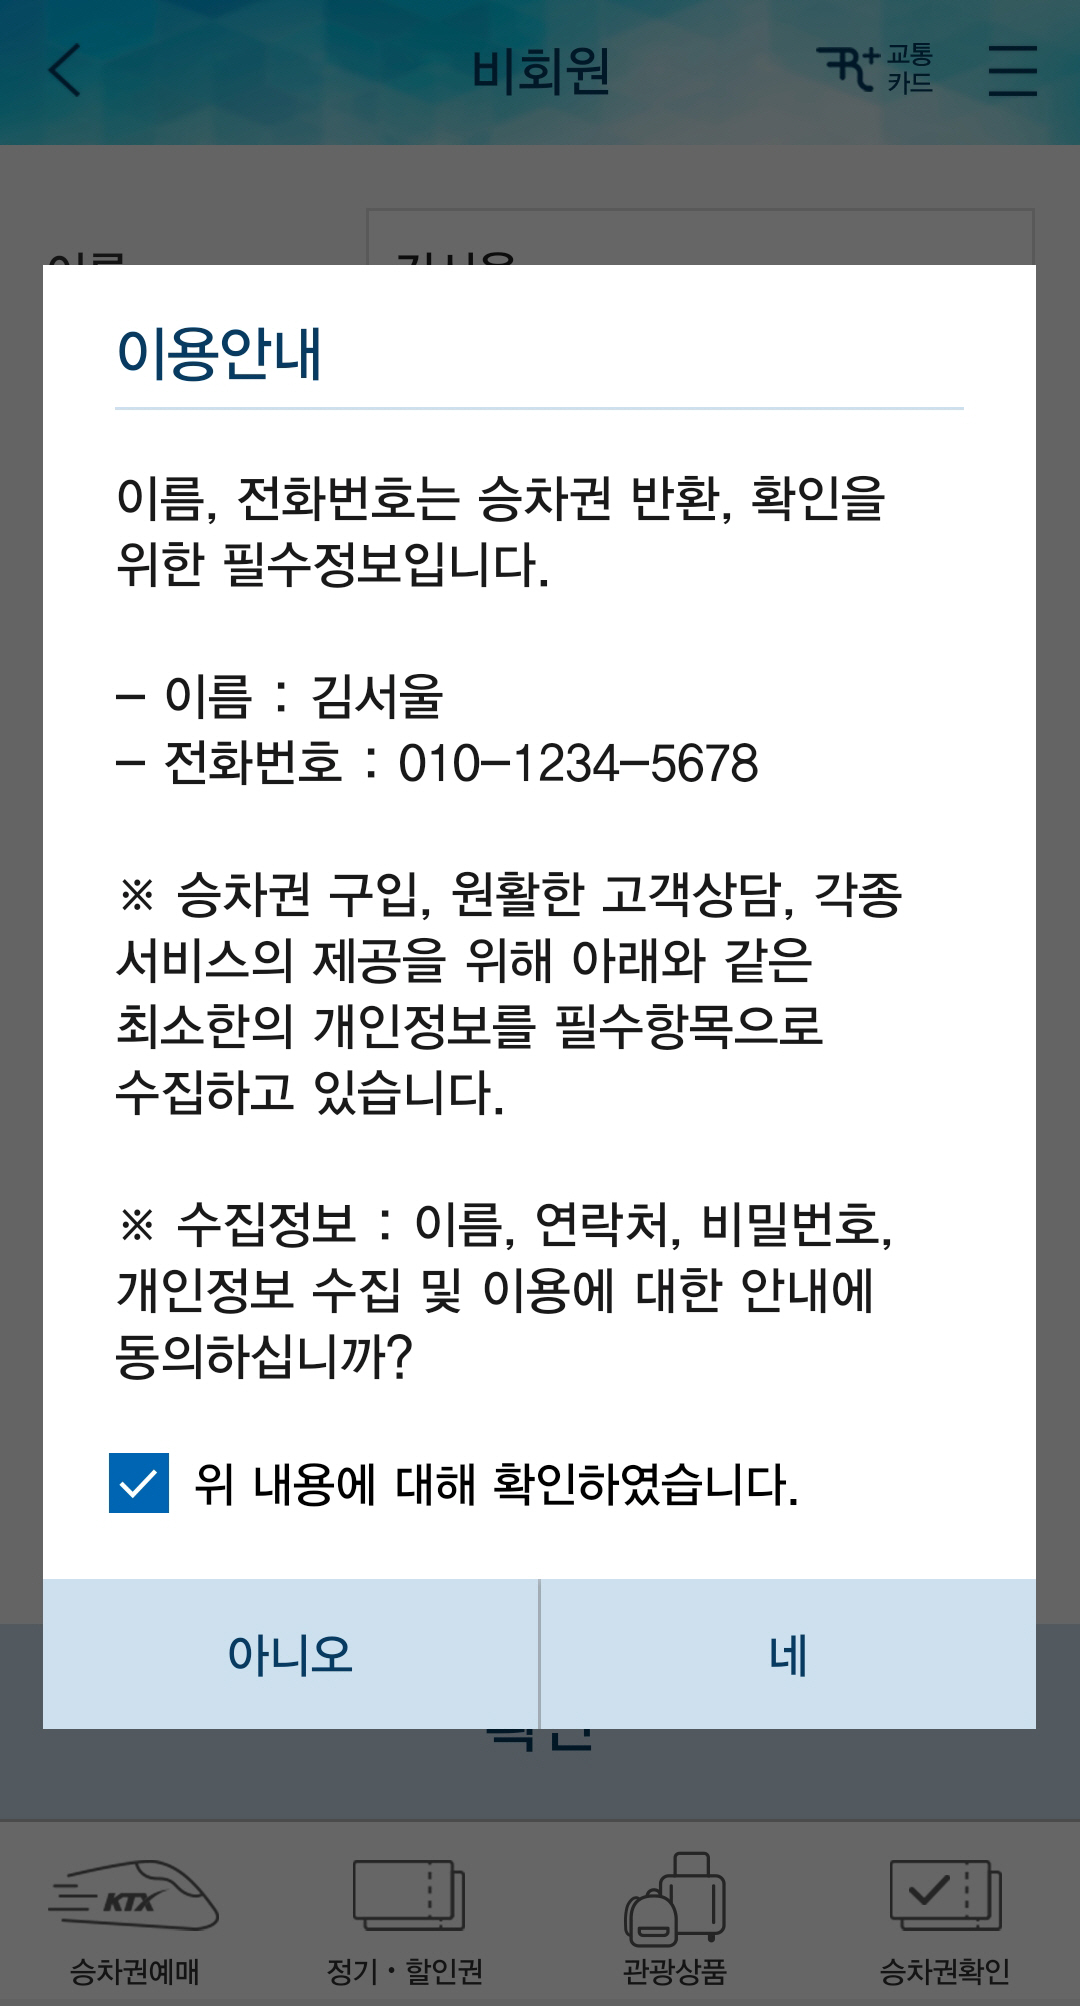 비회원
R+ 교통
카드
이용안내
이름, 전화번호는 승차권 반환, 확인을
위한 필수정보입니다.
- 이름 : 김서울
- 전화번호 : 010-1234-5678
※ 승차권 구입, 원활한 고객상담, 각종
서비스의 제공을 위해 아래와 같은
최소한의 개인정보를 필수항목으로
수집하고 있습니다.
※ 수집정보 : 이름, 연락처, 비밀번호,
개인정보 수집 및 이용에 대한 안내에
동의하십니까?
위 내용에 대해 확인하였습니다.
아니오
네
KTX
승차권예매
정기 · 할인권
관광상품
승차권확인